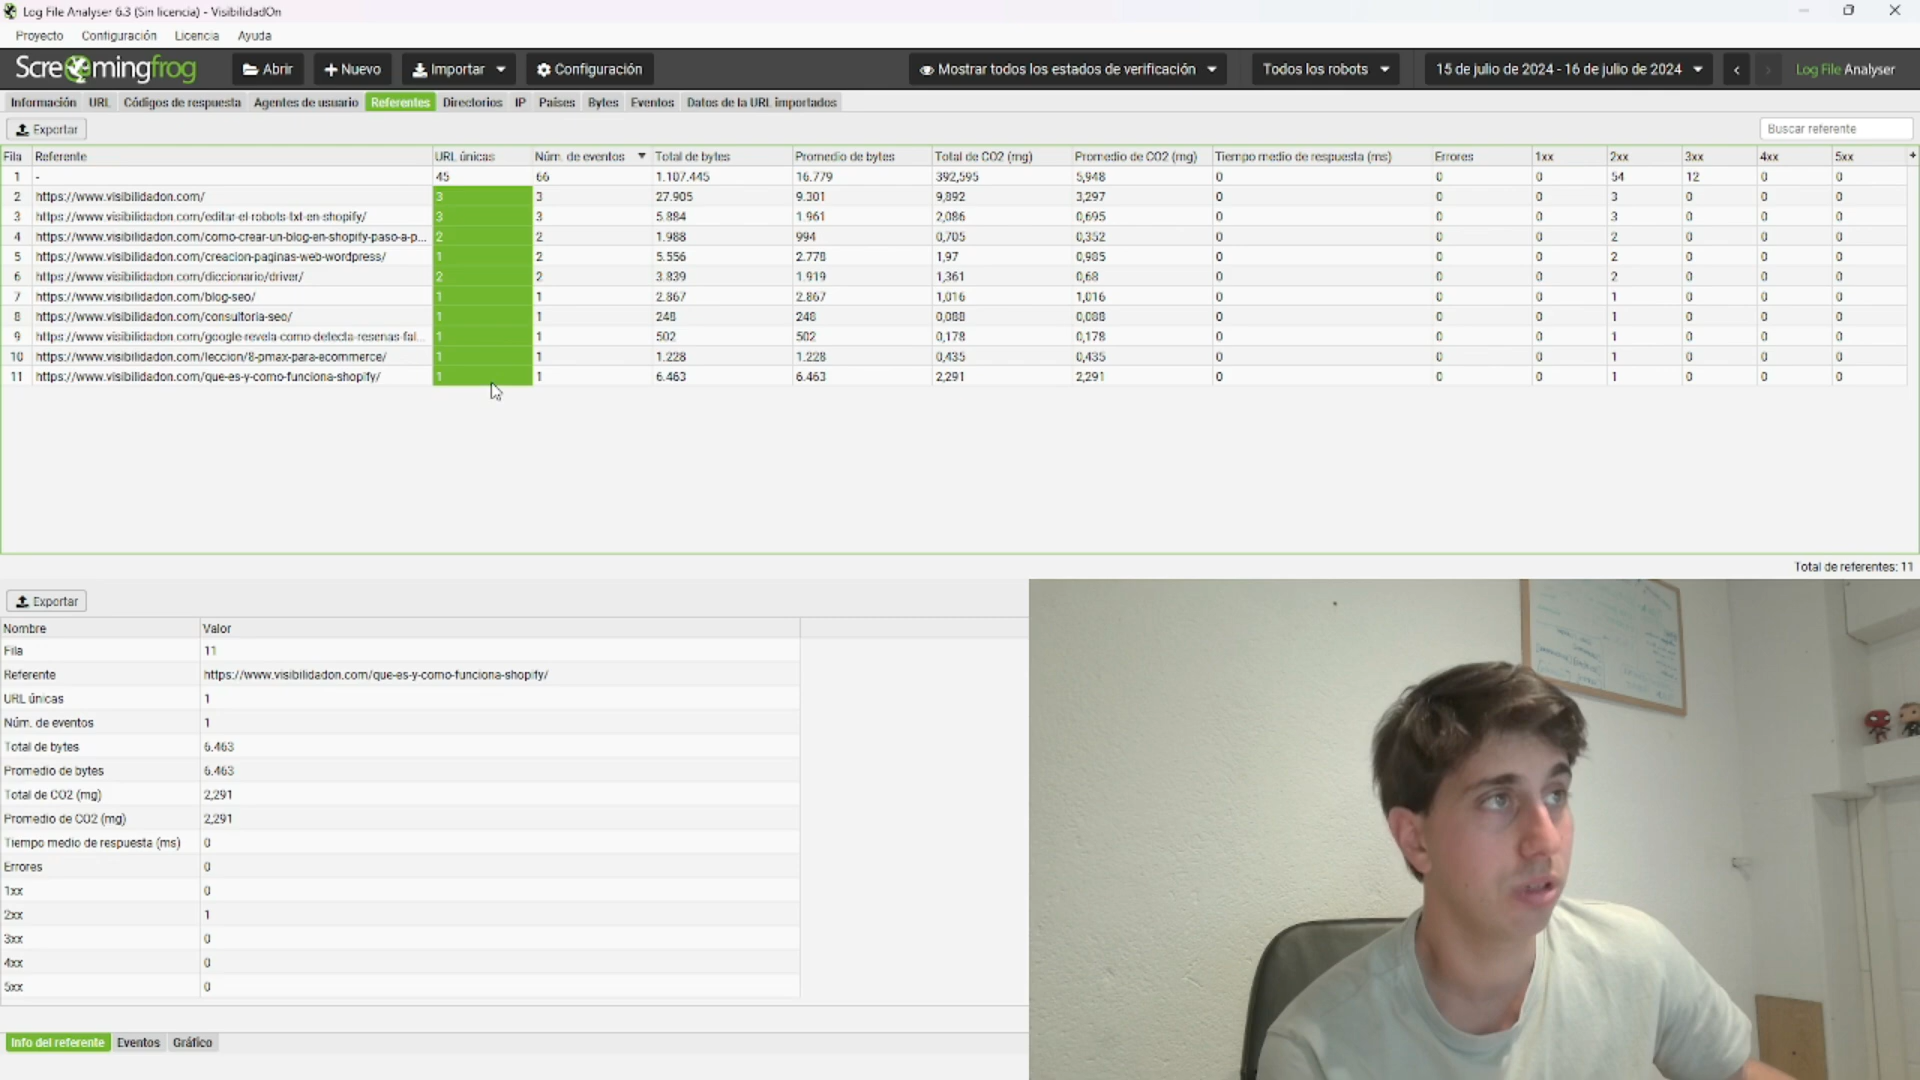 Log File Analyser 6.3 (Sin licencia) - VisibilidadOn
Proyecto Configuración Licencia Ayuda
Screamingfrog Abrir Nuevo Importar Configuración Mostrar todos los estados de verificación Todos los robots 15 de julio de 2024 - 16 de julio de 2024 < > Log File Analyser
Información URL Códigos de respuesta Agentes de usuario Referentes Directorios IP Países Bytes Eventos Datos de la URL importados
Exportar Buscar referente
Fila Referente URL únicas Núm. de eventos Total de bytes Promedio de bytes Total de CO2 (mg) Promedio de CO2 (mg) Tiempo medio de respuesta (ms) Errores 1xx 2xx 3xx 4xx 5xx +
1 - 45 66 1.107.445 16.779 392,595 5,948 0 0 0 54 12 0 0
2 https://www.visibilidadon.com/ 3 3 27.905 9.301 9,892 3,297 0 0 0 3 0 0 0
3 https://www.visibilidadon.com/editar-el-robots-txt-en-shopify/ 3 3 5.884 1.961 2,086 0,695 0 0 0 3 0 0 0
4 https://www.visibilidadon.com/como-crear-un-blog-en-shopify-paso-a-p... 2 2 1.988 994 0,705 0,352 0 0 0 2 0 0 0
5 https://www.visibilidadon.com/creacion-paginas-web-wordpress/ 1 2 5.556 2.778 1,97 0,985 0 0 0 2 0 0 0
6 https://www.visibilidadon.com/diccionario/driver/ 2 2 3.839 1.919 1,361 0,68 0 0 0 2 0 0 0
7 https://www.visibilidadon.com/blog-seo/ 1 1 2.867 2.867 1,016 1,016 0 0 0 1 0 0 0
8 https://www.visibilidadon.com/consultoria-seo/ 1 1 248 248 0,088 0,088 0 0 0 1 0 0 0
9 https://www.visibilidadon.com/google-revela-como-detecta-resenas-fal... 1 1 502 502 0,178 0,178 0 0 0 1 0 0 0
10 https://www.visibilidadon.com/leccion/8-pmax-para-ecommerce/ 1 1 1.228 1.228 0,435 0,435 0 0 0 1 0 0 0
11 https://www.visibilidadon.com/que-es-y-como-funciona-shopify/ 1 1 6.463 6.463 2,291 2,291 0 0 0 1 0 0 0
Total de referentes: 11
Exportar
Nombre Valor
Fila 11
Referente https://www.visibilidadon.com/que-es-y-como-funciona-shopify/
URL únicas 1
Núm. de eventos 1
Total de bytes 6.463
Promedio de bytes 6.463
Total de CO2 (mg) 2,291
Promedio de CO2 (mg) 2,291
Tiempo medio de respuesta (ms) 0
Errores 0
1xx 0
2xx 1
3xx 0
4xx 0
5xx 0
Info del referente Eventos Gráfico